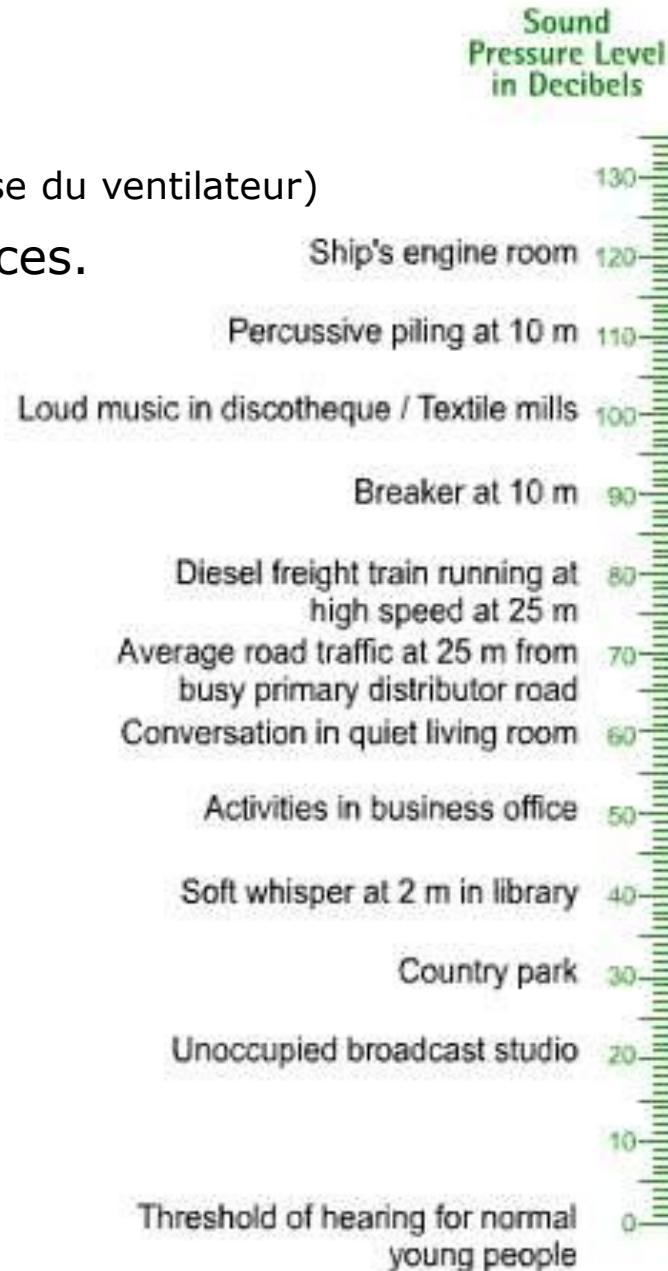 Sound
Pressure Level
in Decibels
se du ventilateur)
130
ces.
Ship's engine room 120
Percussive piling at 10 m 110
Loud music in discotheque / Textile mills 100
Breaker at 10 m 90
Diesel freight train running at 80
high speed at 25 m
Average road traffic at 25 m from 70
busy primary distributor road
Conversation in quiet living room 60
Activities in business office 50
Soft whisper at 2 m in library 40
Country park 30
Unoccupied broadcast studio 20
10
Threshold of hearing for normal 0
young people